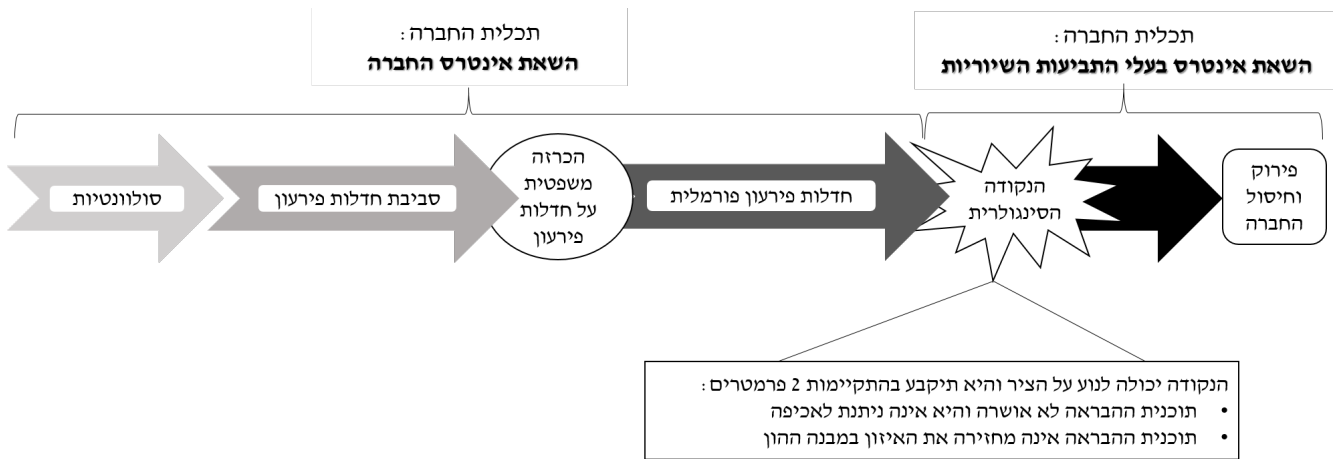 תכלית החברה:
השאת אינטרס החברה
תכלית החברה:
השאת אינטרס בעלי התביעות השיוריות
סולוונטיות
סביבת חדלות פירעון
הכרזה
משפטית
על חדלות
פירעון
חדלות פירעון פורמלית
הנקודה
הסינגולרית
פירוק
וחיסול
החברה
הנקודה יכולה לנוע על הציר והיא תיקבע בהתקיימות 2 פרמטרים:
• תוכנית ההבראה לא אושרה והיא אינה ניתנת לאכיפה
• תוכנית ההבראה אינה מחזירה את האיזון במבנה ההון